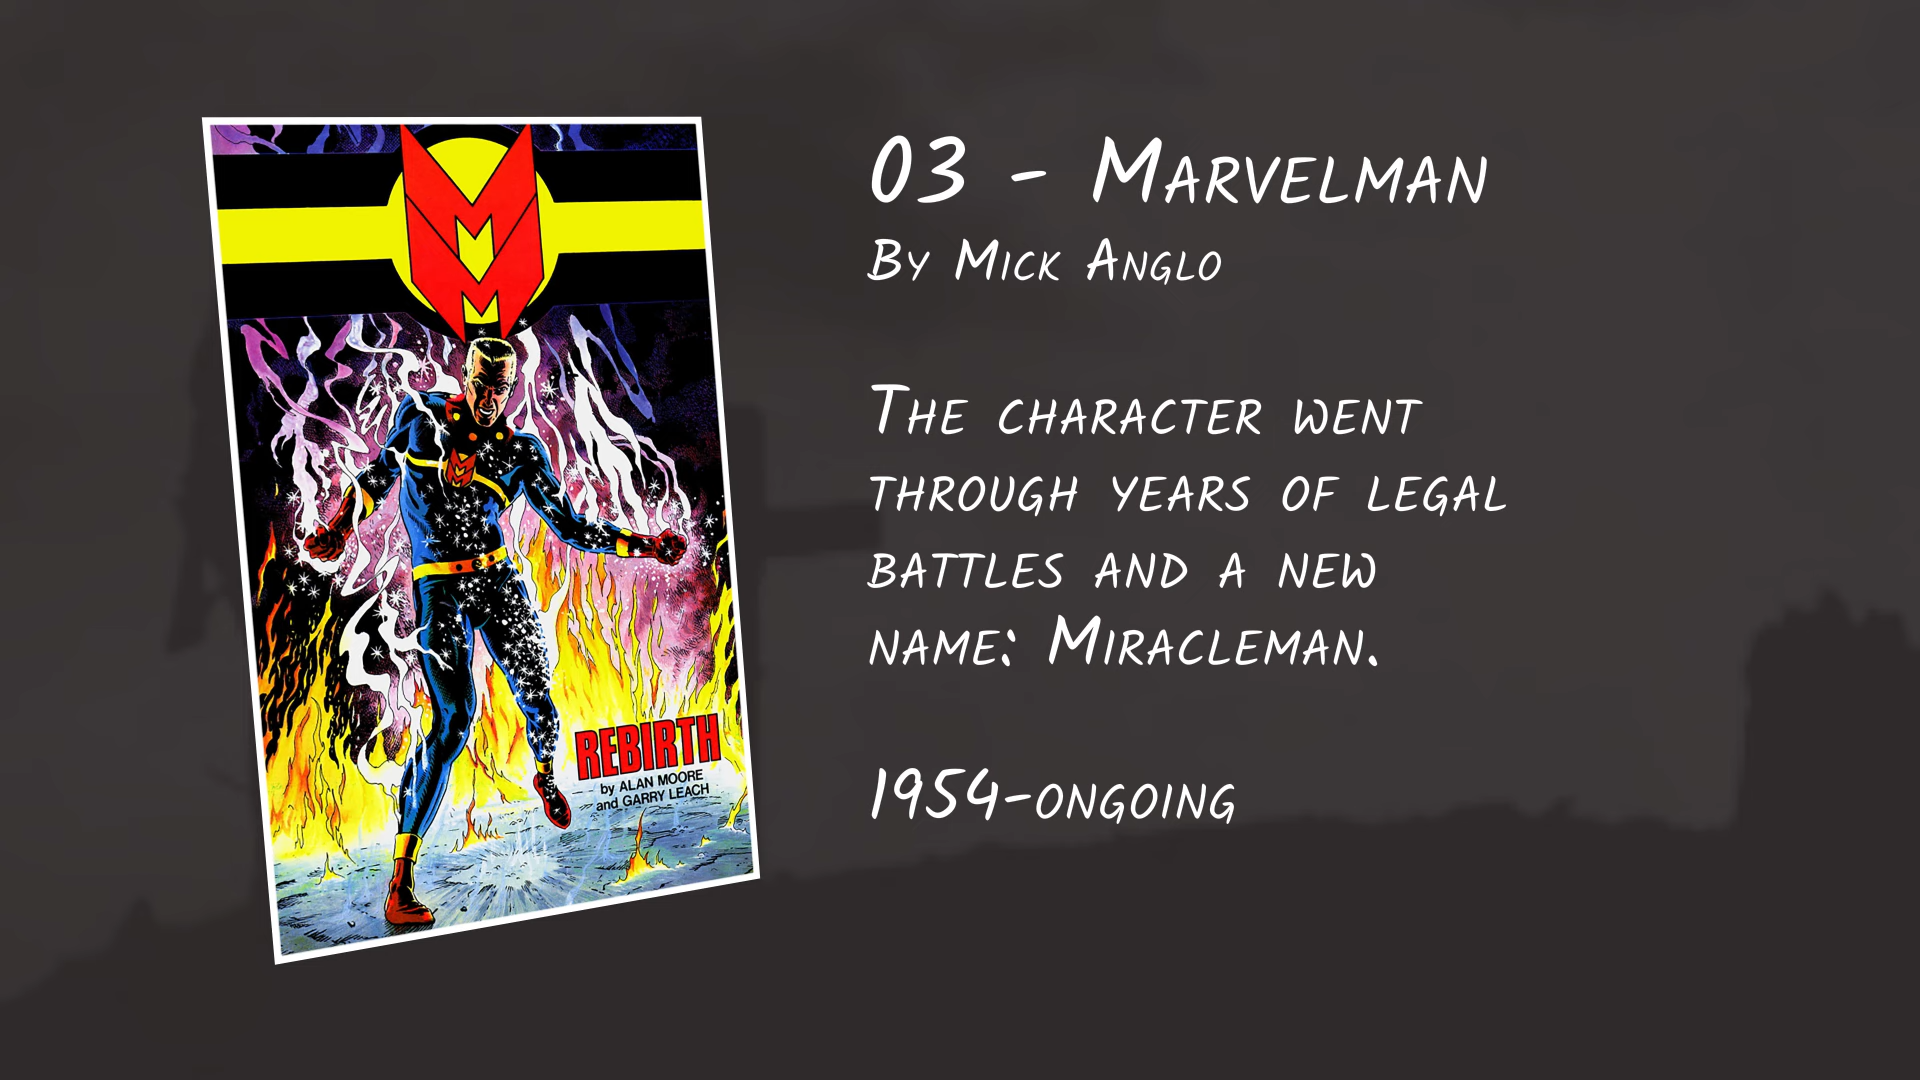 03 - Marvelman
By Mick Anglo
The character went
through years of legal
battles and a new
name: Miracleman.
1954-ongoing
REBIRTH
by ALAN MOORE
and GARRY LEACH